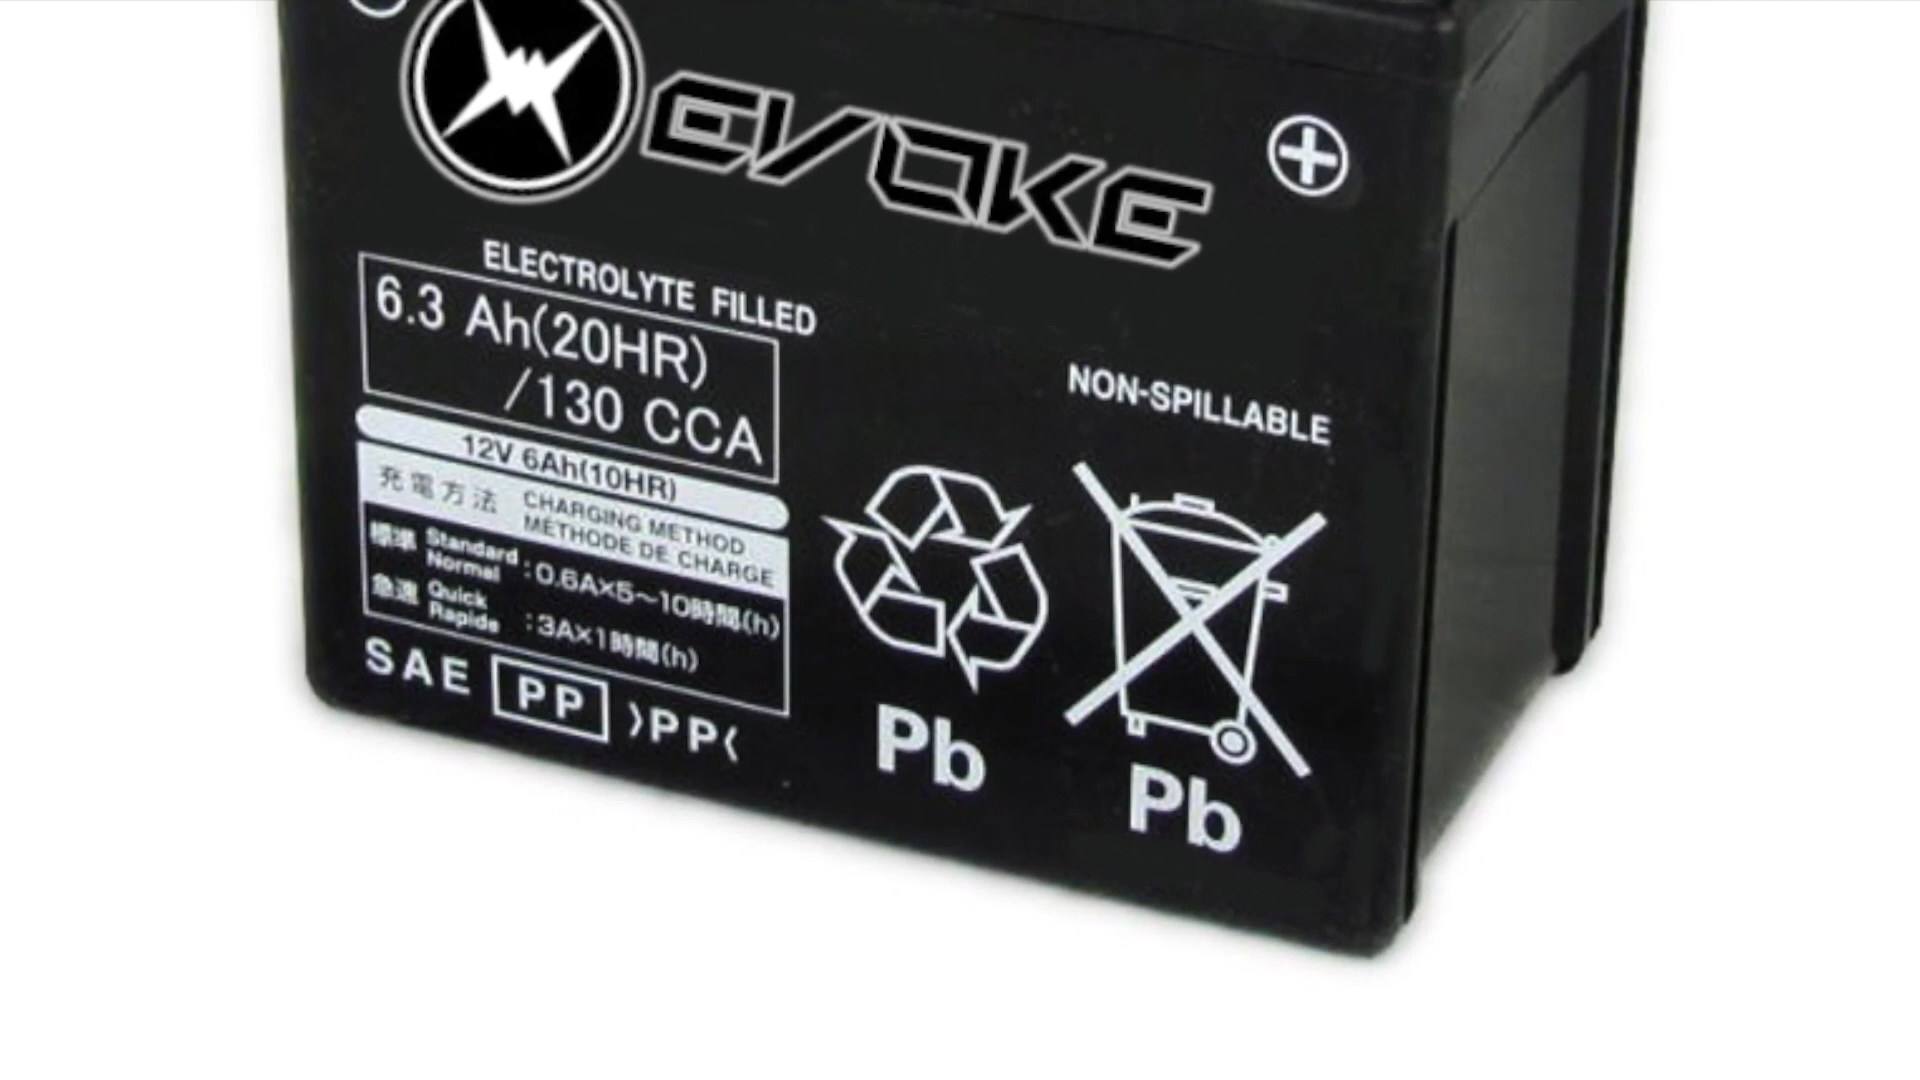 EVOKE
ELECTROLYTE FILLED
6.3 Ah(20HR)
/130 CCA
12V 6Ah(10HR)
充電方法 CHARGING METHOD
METHODE DE CHARGE
標準 Standard Normal :0.6A×5～10時間(h)
急速 Quick Rapide :3A×1時間(h)
SAE PP >PP<
NON-SPILLABLE
Pb
Pb